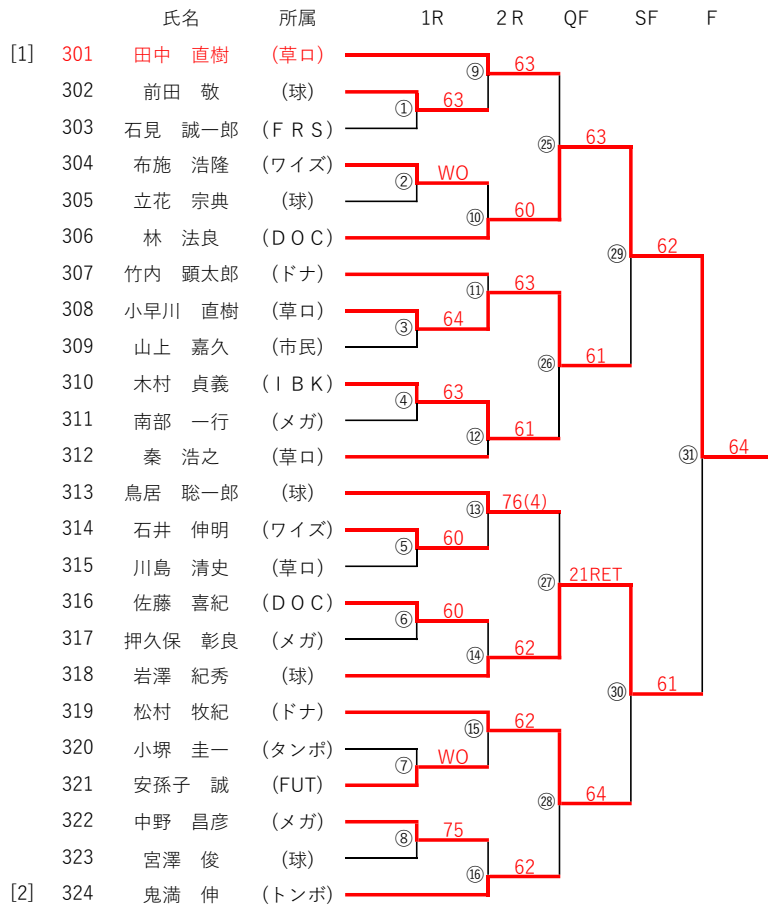 氏名 所属 1R 2 R QF SF F
[1] 301 田中 直樹 (草ロ)
⑨ 63
302 前田 敬 (球)
① 63
303 石見 誠一郎 (ＦＲＳ)
㉕ 63
304 布施 浩隆 (ワイズ)
② WO
305 立花 宗典 (球)
⑩ 60
306 林 法良 (ＤＯＣ)
㉙ 62
307 竹内 顕太郎 (ドナ)
⑪ 63
308 小早川 直樹 (草ロ)
③ 64
309 山上 嘉久 (市民)
㉖ 61
310 木村 貞義 (ＩＢＫ)
④ 63
311 南部 一行 (メガ)
⑫ 61
312 秦 浩之 (草ロ)
㉛ 64
313 鳥居 聡一郎 (球)
⑬ 76(4)
314 石井 伸明 (ワイズ)
⑤ 60
315 川島 清史 (草ロ)
㉗ 21RET
316 佐藤 喜紀 (ＤＯＣ)
⑥ 60
317 押久保 彰良 (メガ)
⑭ 62
318 岩澤 紀秀 (球)
㉚ 61
319 松村 牧紀 (ドナ)
⑮ 62
320 小堺 圭一 (タンポ)
⑦ WO
321 安孫子 誠 (FUT)
㉘ 64
322 中野 昌彦 (メガ)
⑧ 75
323 宮澤 俊 (球)
⑯ 62
[2] 324 鬼満 伸 (トンボ)